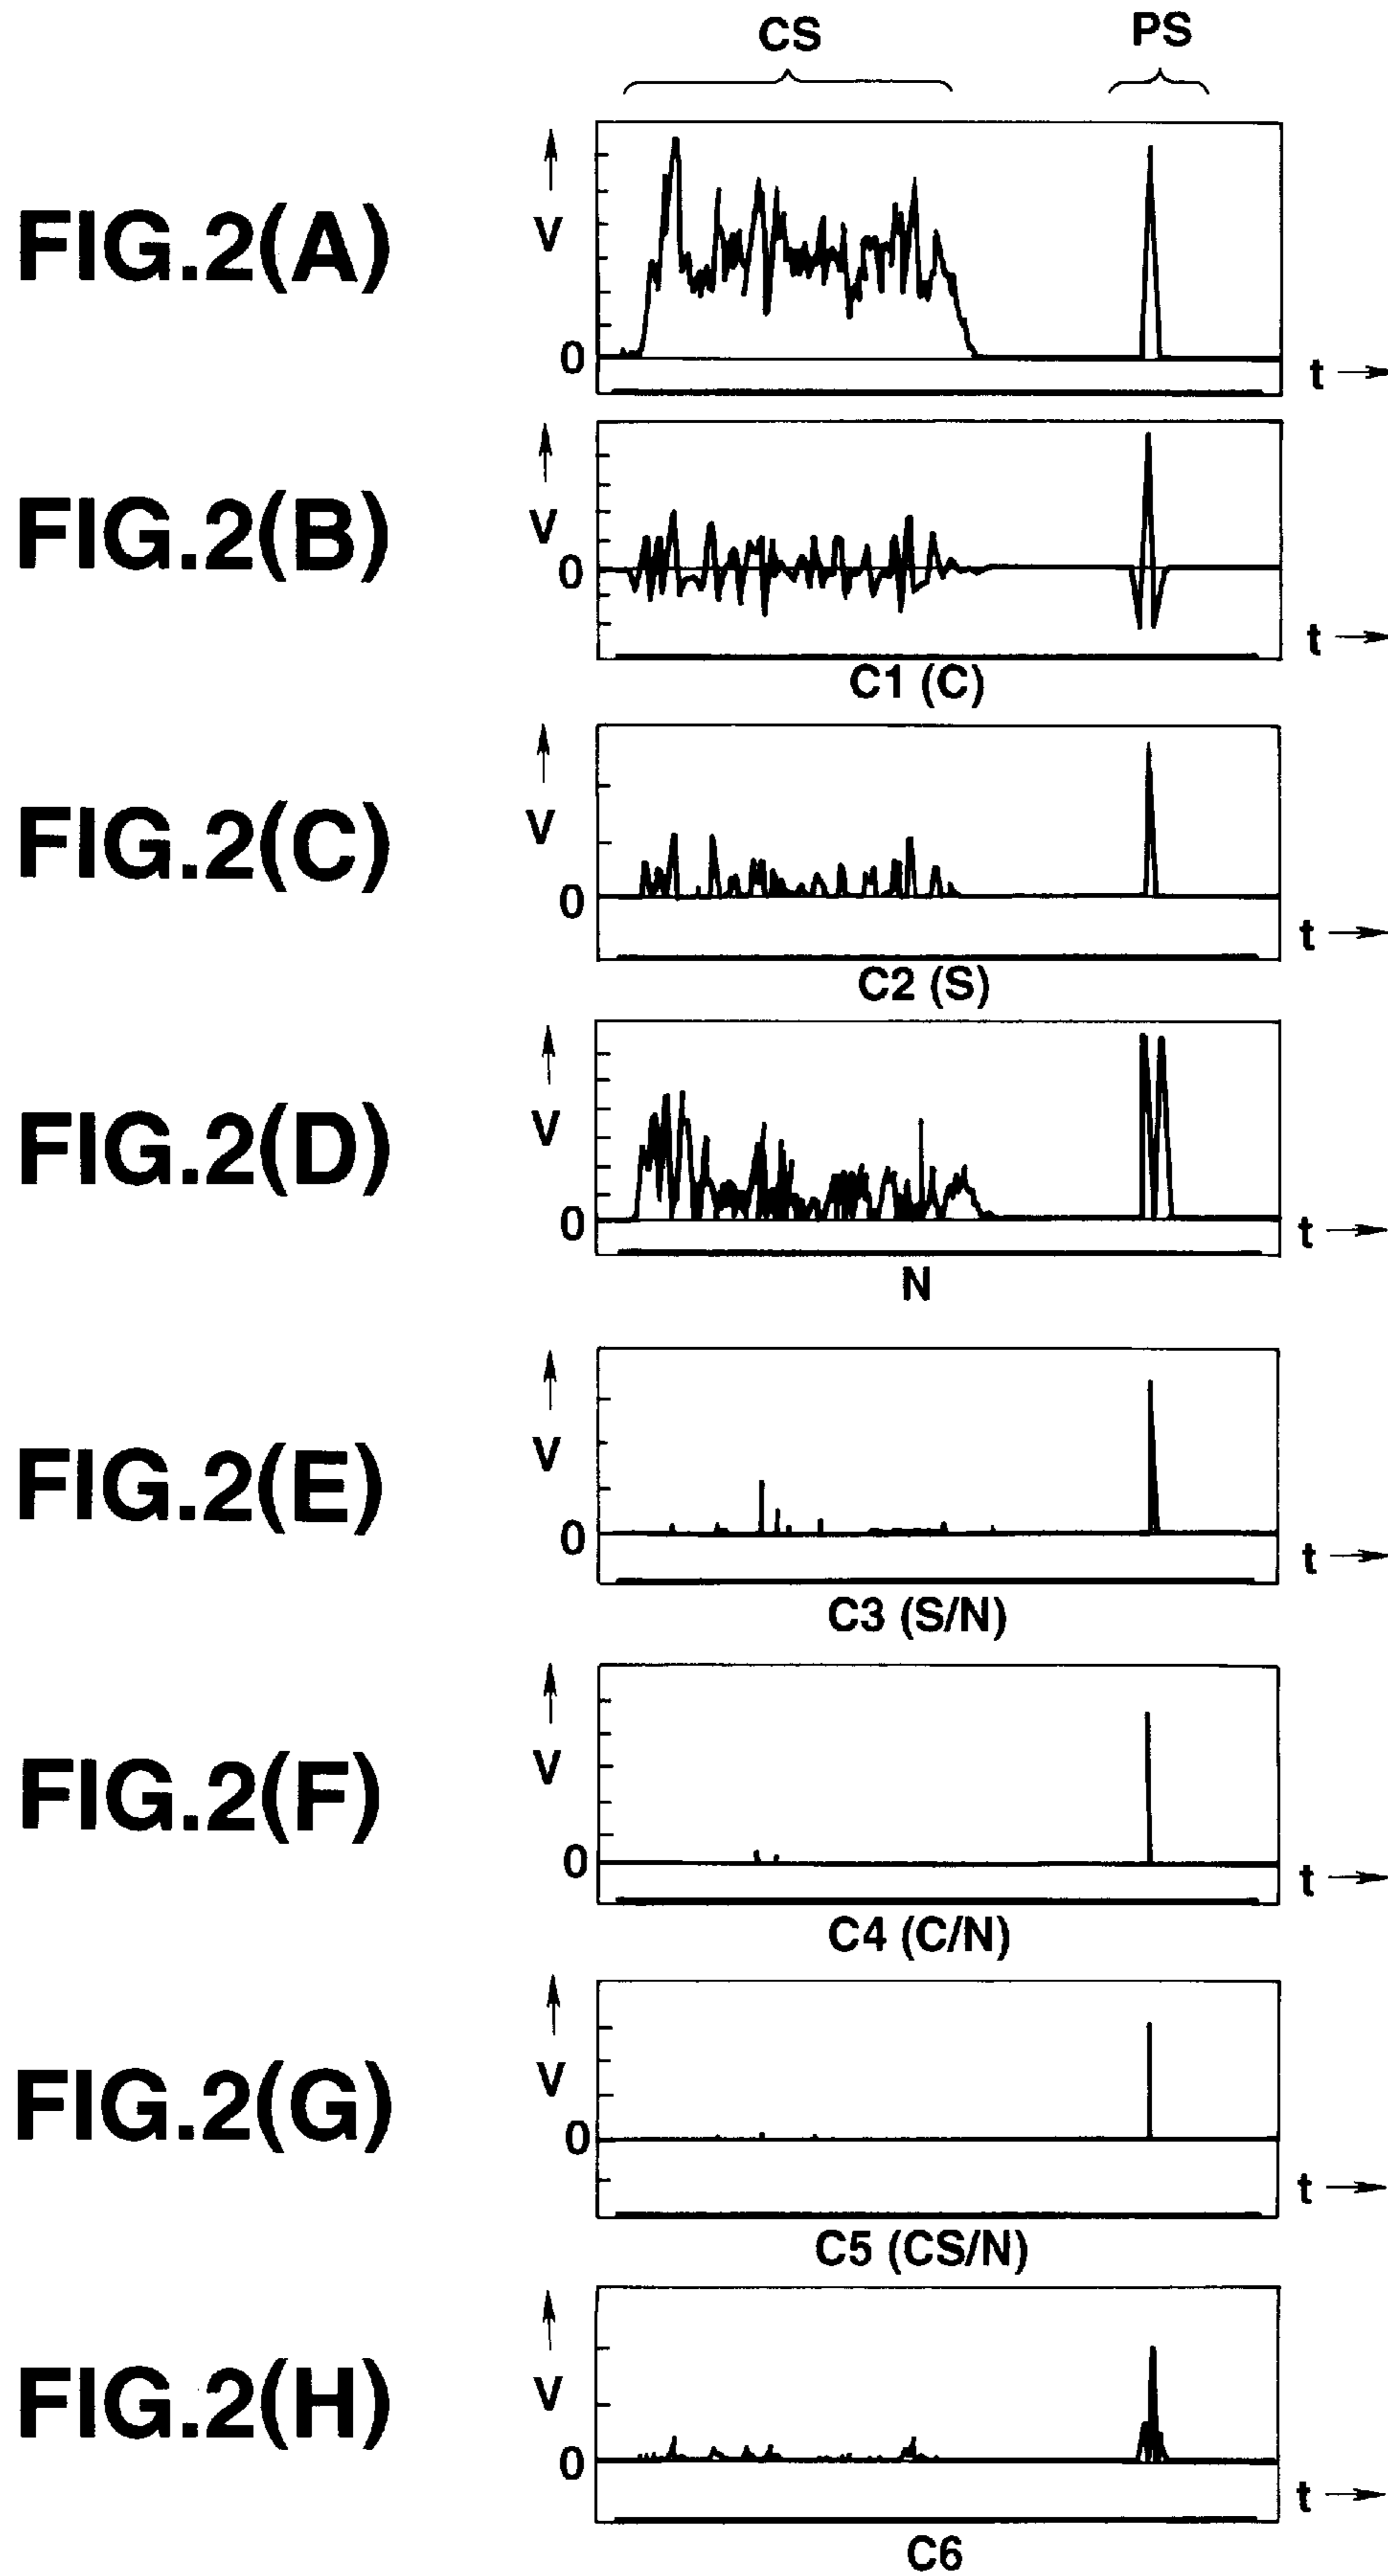 CS PS
FIG.2(A)
V
0
t
FIG.2(B)
V
0
t
C1 (C)
FIG.2(C)
V
0
t
C2 (S)
FIG.2(D)
V
0
t
N
FIG.2(E)
V
0
t
C3 (S/N)
FIG.2(F)
V
0
t
C4 (C/N)
FIG.2(G)
V
0
t
C5 (CS/N)
FIG.2(H)
V
0
t
C6